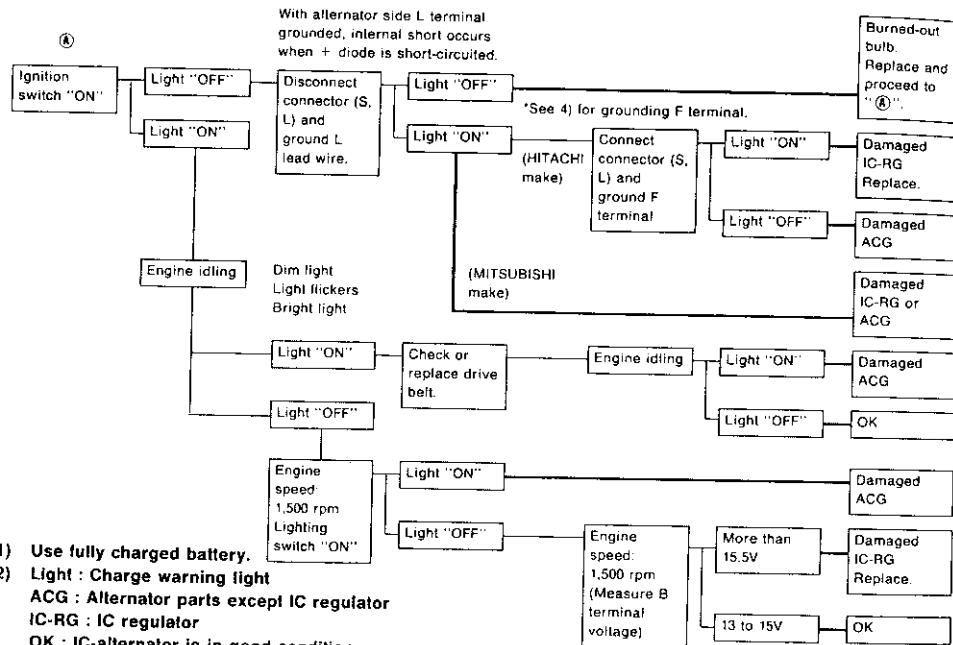 With alternator side L terminal
grounded, internal short occurs
when + diode is short-circuited.
Ⓐ
Ignition
switch "ON"
Light "OFF"
Light "ON"
Disconnect
connector (S,
L) and
ground L
lead wire.
Light "OFF"
Burned-out
bulb.
Replace and
proceed to
"Ⓐ".
*See 4) for grounding F terminal.
Light "ON"
(HITACHI
make)
Connect
connector (S,
L) and
ground F
terminal
Light "ON"
Damaged
IC-RG
Replace.
Light "OFF"
Damaged
ACG
(MITSUBISHI
make)
Damaged
IC-RG or
ACG
Engine idling
Dim light
Light flickers
Bright light
Light "ON"
Check or
replace drive
belt.
Engine idling
Light "ON"
Damaged
ACG
Light "OFF"
OK
Light "OFF"
Engine
speed:
1,500 rpm
Lighting
switch "ON"
Light "ON"
Damaged
ACG
Light "OFF"
Engine
speed:
1,500 rpm
(Measure B
terminal
voltage)
More than
15.5V
Damaged
IC-RG
Replace.
13 to 15V
OK
1) Use fully charged battery.
2) Light : Charge warning light
ACG : Alternator parts except IC regulator
IC-RG : IC regulator
OK : IC-alternator is in good condition